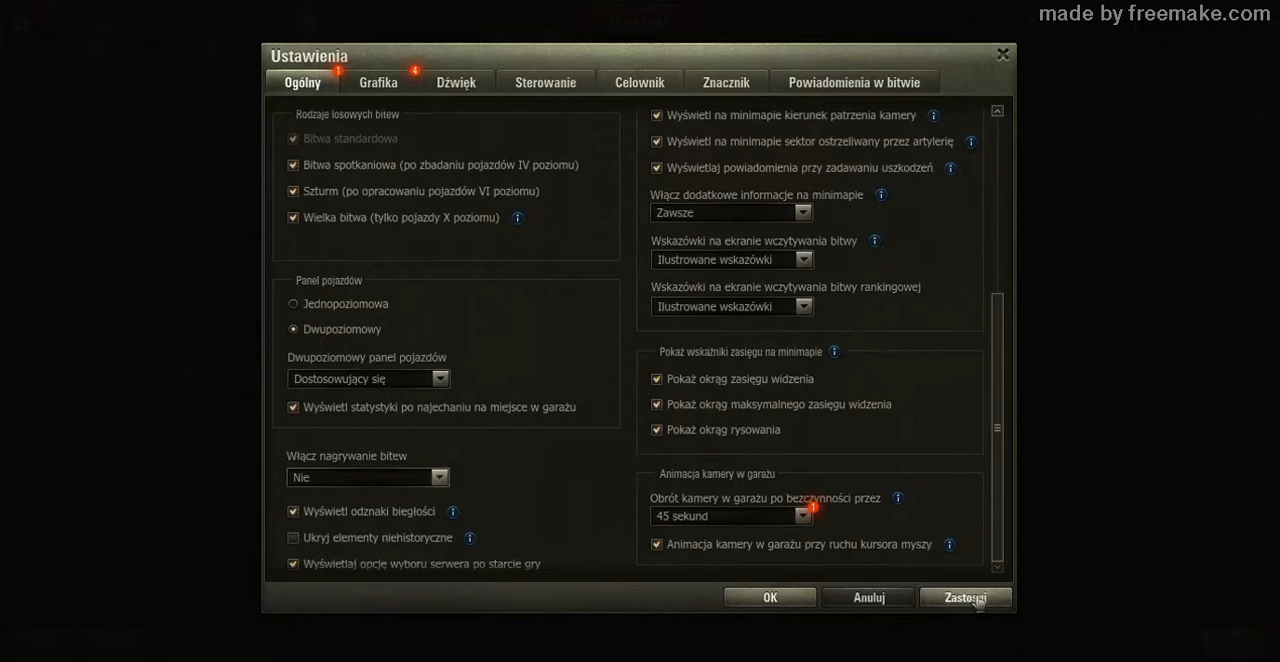 made by freemake.com
Ustawienia
Ogólny
1
Grafika
4
Dźwięk
Sterowanie
Celownik
Znacznik
Powiadomienia w bitwie
Rodzaje losowych bitew
Bitwa standardowa
Bitwa spotkaniowa (po zbadaniu pojazdów IV poziomu)
Szturm (po opracowaniu pojazdów VI poziomu)
Wielka bitwa (tylko pojazdy X poziomu)
Panel pojazdów
Jednopoziomowa
Dwupoziomowy
Dwupoziomowy panel pojazdów
Dostosowujący się
Wyświetl statystyki po najechaniu na miejsce w garażu
Włącz nagrywanie bitew
Nie
Wyświetl odznaki biegłości
Ukryj elementy niehistoryczne
Wyświetlaj opcję wyboru serwera po starcie gry
Wyświetl na minimapie kierunek patrzenia kamery
Wyświetl na minimapie sektor ostrzeliwany przez artylerię
Wyświetlaj powiadomienia przy zadawaniu uszkodzeń
Włącz dodatkowe informacje na minimapie
Zawsze
Wskazówki na ekranie wczytywania bitwy
Ilustrowane wskazówki
Wskazówki na ekranie wczytywania bitwy rankingowej
Ilustrowane wskazówki
Pokaż wskaźniki zasięgu na minimapie
Pokaż okrąg zasięgu widzenia
Pokaż okrąg maksymalnego zasięgu widzenia
Pokaż okrąg rysowania
Animacja kamery w garażu
Obrót kamery w garażu po bezczynności przez
45 sekund
1
Animacja kamery w garażu przy ruchu kursora myszy
OK
Anuluj
Zastosuj